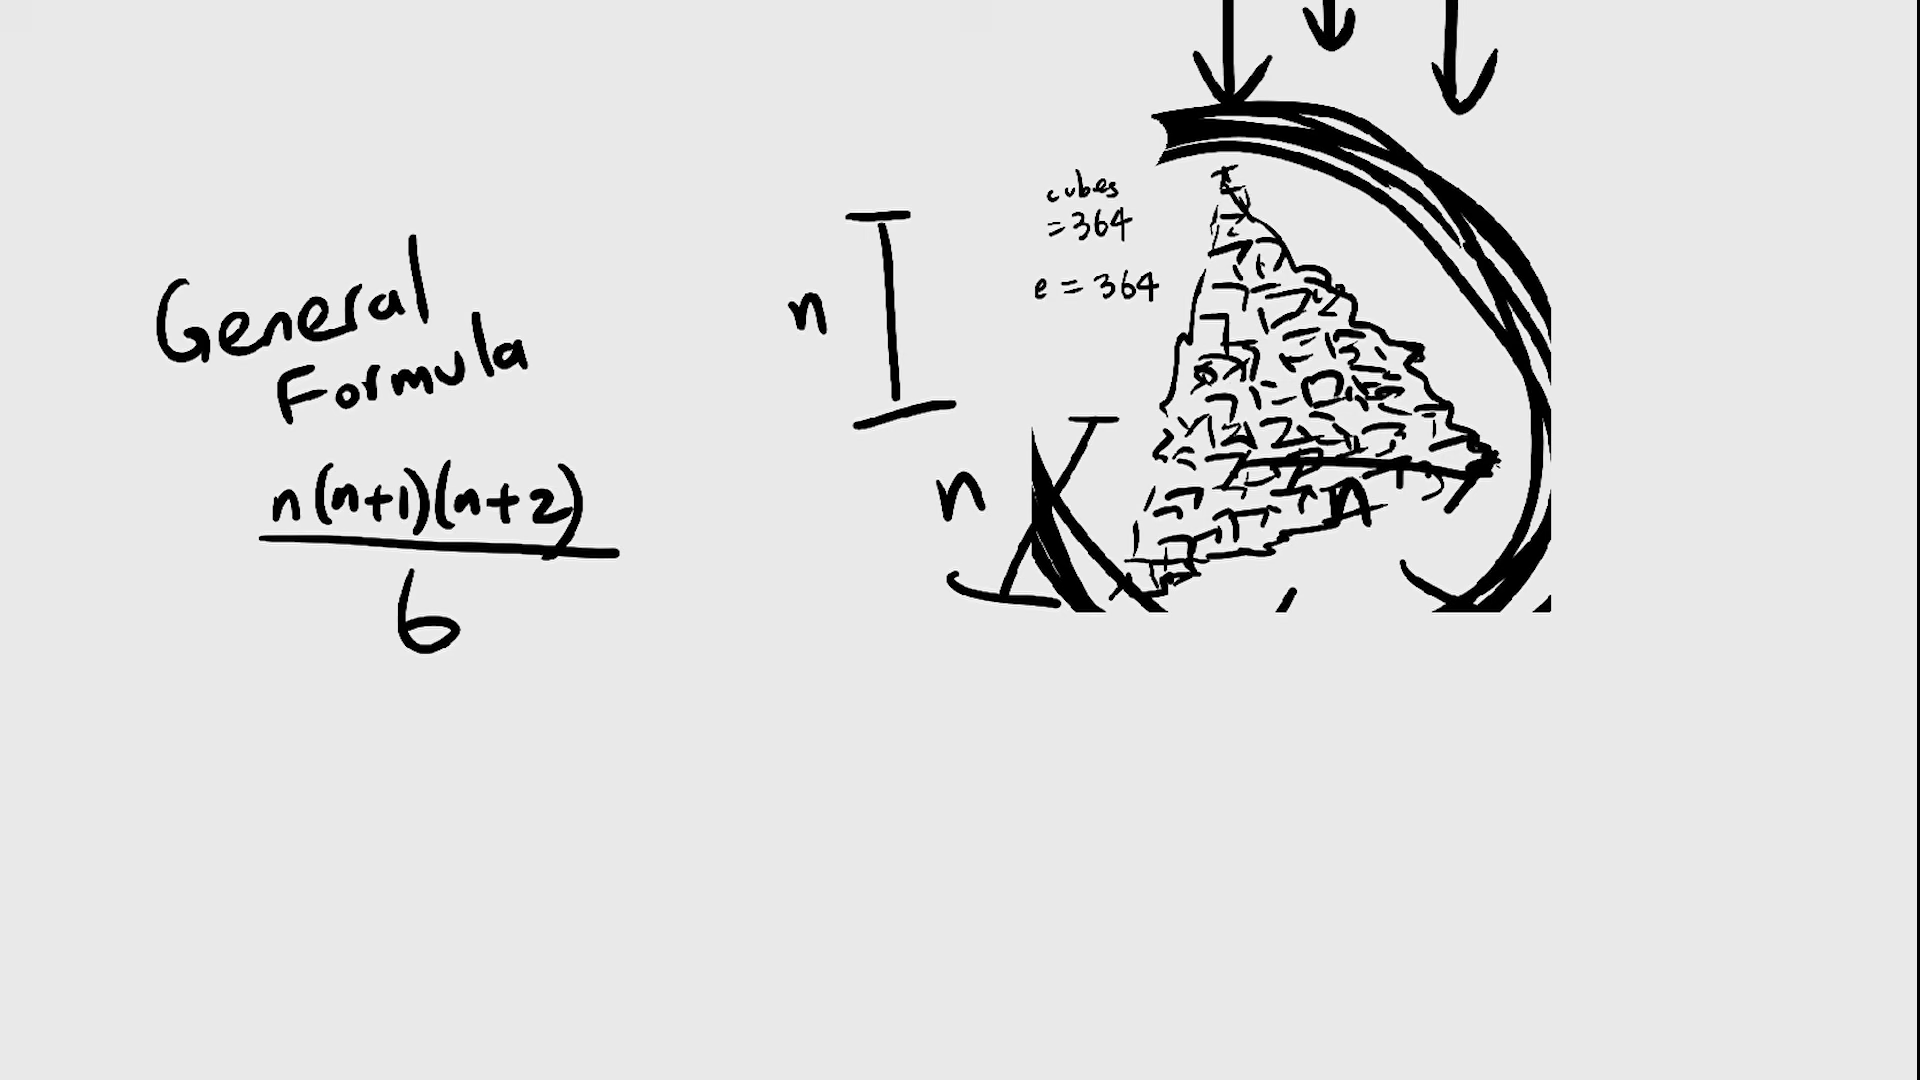 General
Formula
n(n+1)(n+2)
6
n
n
cubes
=364
e = 364
n